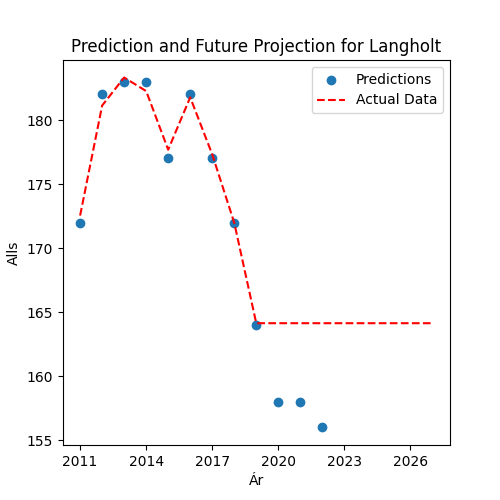 Prediction and Future Projection for Langholt
Predictions
Actual Data
Alls
180
175
170
165
160
155
2011 2014 2017 2020 2023 2026
Ár